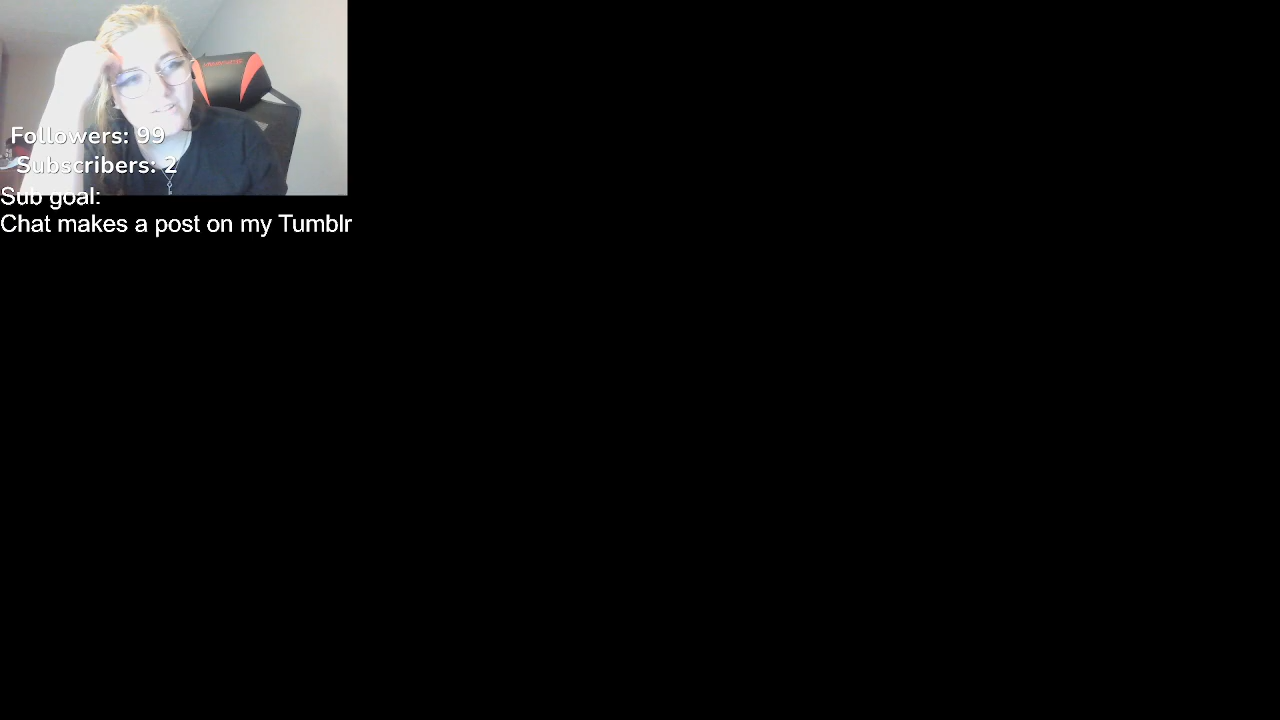 Followers: 99
Subscribers: 2
Sub goal:
Chat makes a post on my Tumblr